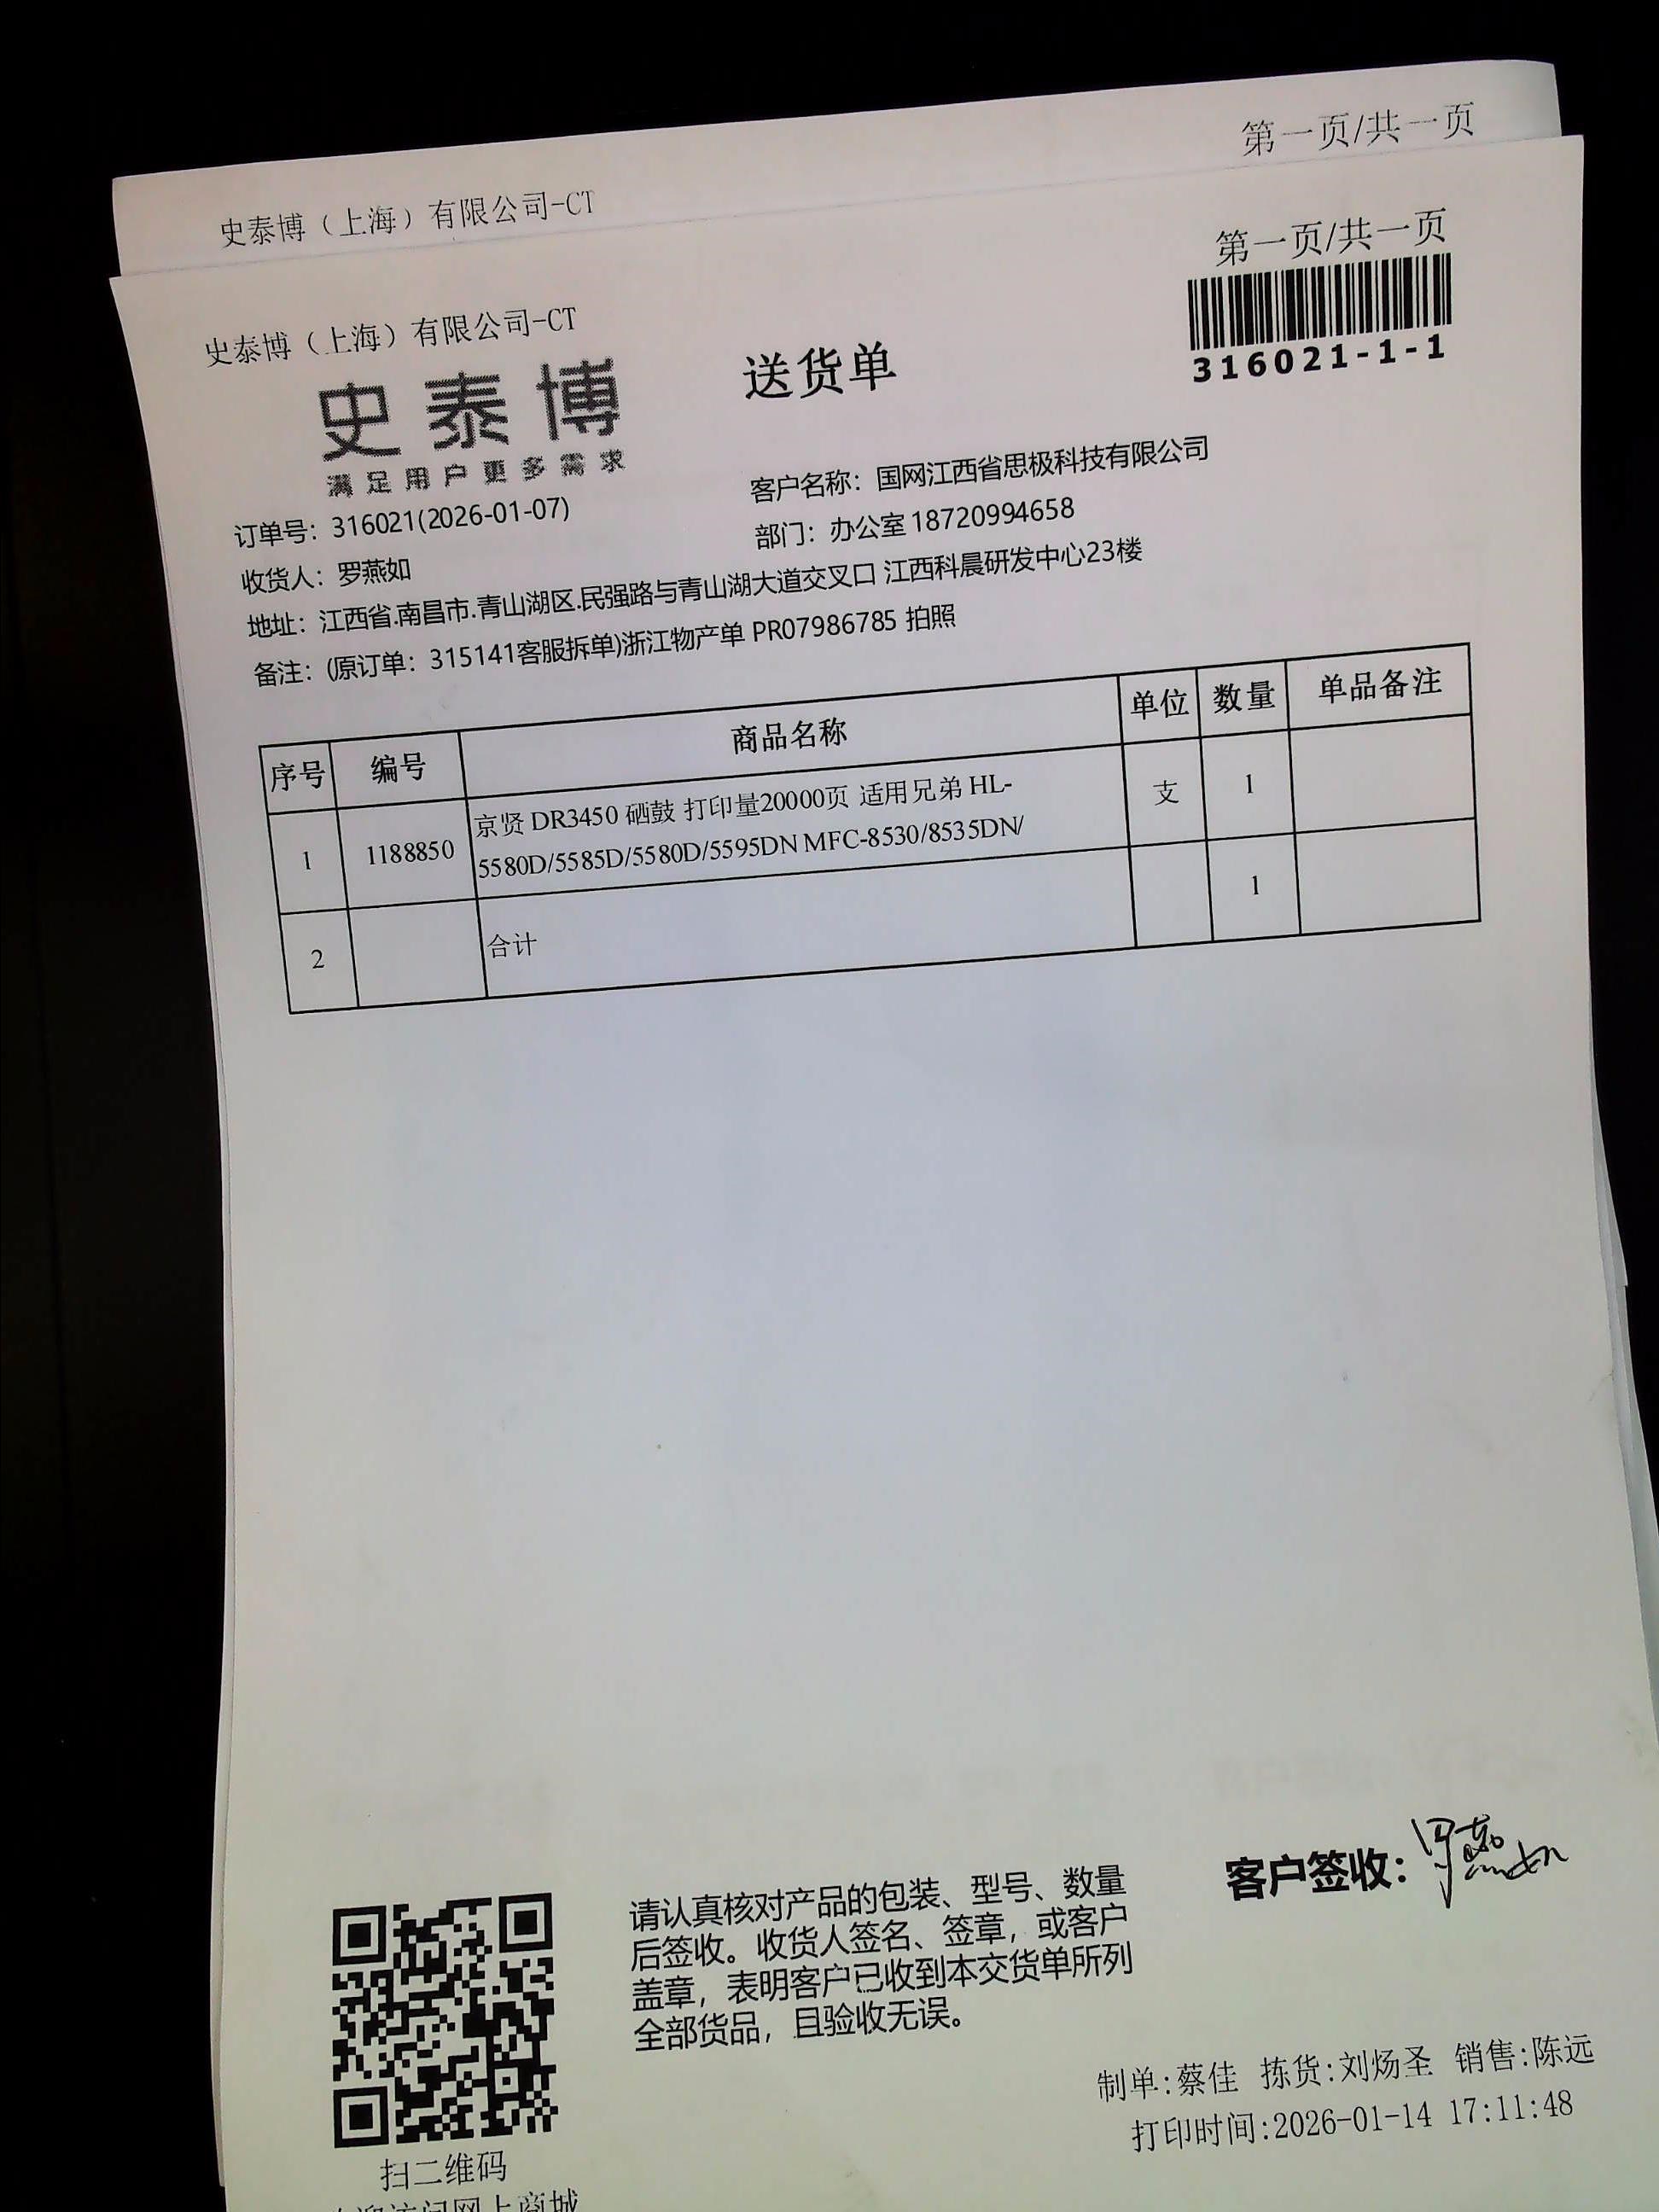 第一页/共一页
史泰博（上海）有限公司-CT
第一页/共一页
316021-1-1
史泰博（上海）有限公司-CT
史泰博
满足用户更多需求
送货单
订单号：316021(2026-01-07)
客户名称：国网江西省思极科技有限公司
收货人：罗燕如
部门：办公室 18720994658
地址：江西省.南昌市.青山湖区.民强路与青山湖大道交叉口 江西科晨研发中心23楼
备注：(原订单：315141客服拆单)浙江物产单 PR07986785 拍照
序号 编号 商品名称 单位 数量 单品备注
1 1188850 京贤 DR3450 硒鼓 打印量20000页 适用兄弟 HL- 支 1
5580D/5585D/5580D/5595DN MFC-8530/8535DN/
2 合计 1
客户签收：罗燕如
请认真核对产品的包装、型号、数量
后签收。收货人签名、签章，或客户
盖章，表明客户已收到本交货单所列
全部货品，且验收无误。
制单:蔡佳 拣货:刘炀圣 销售:陈远
打印时间:2026-01-14 17:11:48
扫二维码
访问网上商城